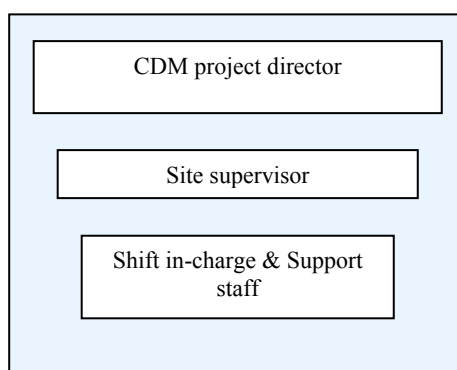 CDM project director
Site supervisor
Shift in-charge & Support
staff